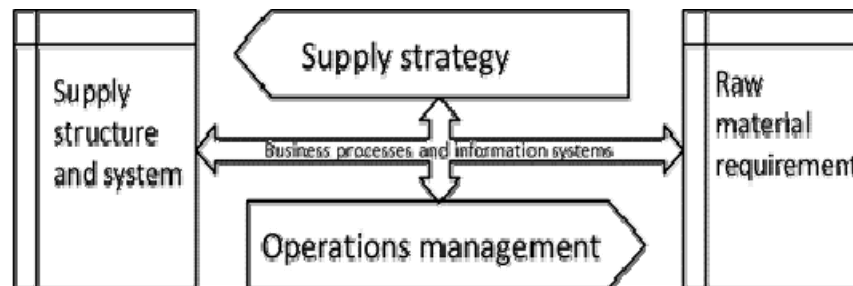 Supply strategy
Supply
structure
and system
Business processes and information systems
Raw
material
requirement
Operations management